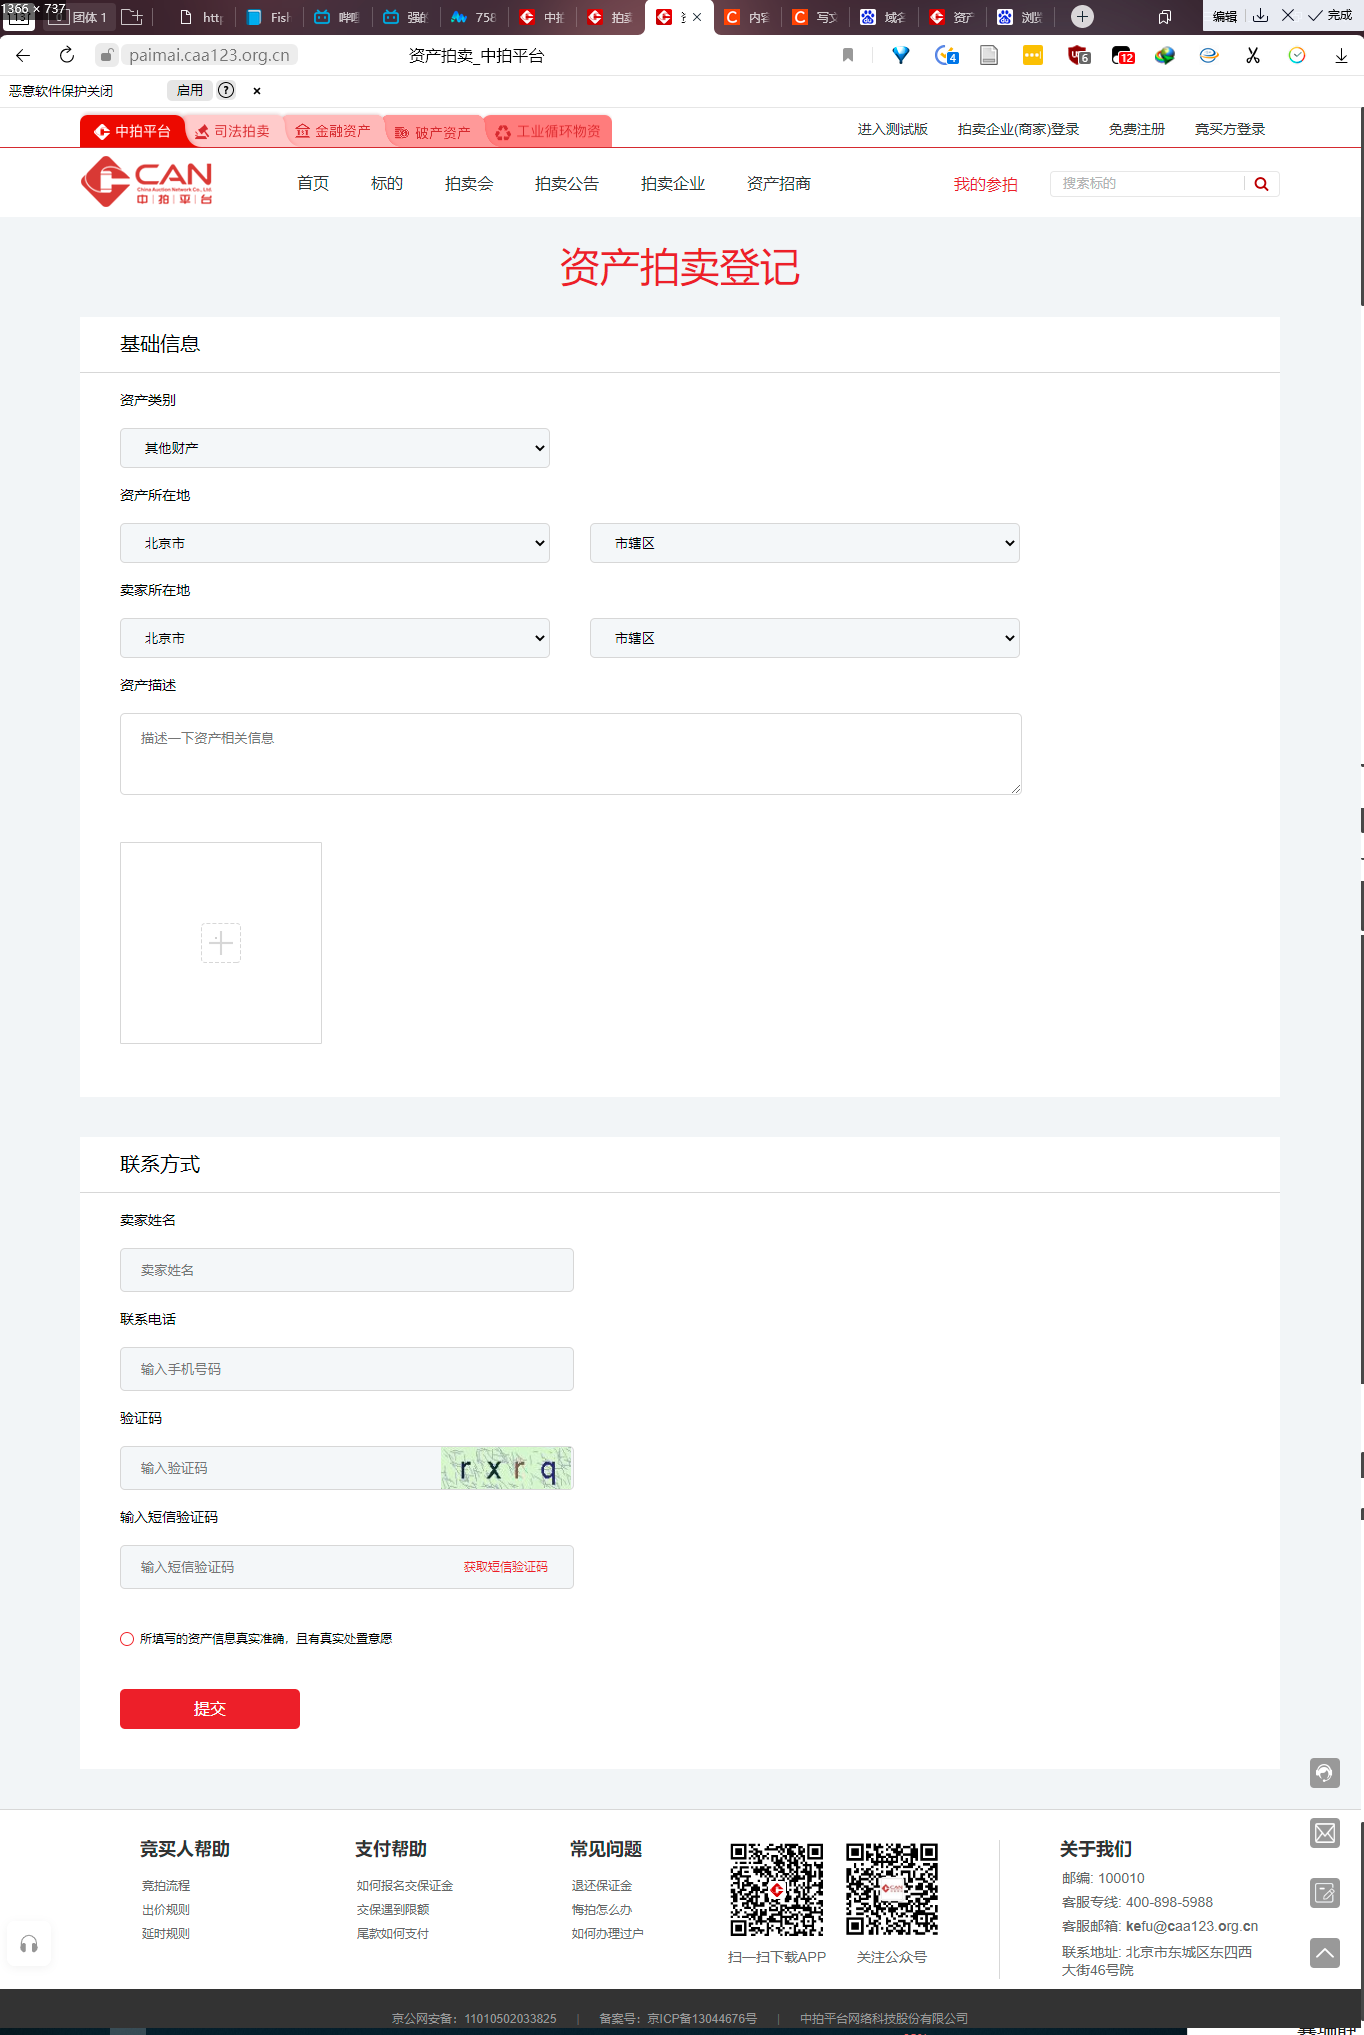 1366 × 737
团体 1
http
Fish
哔哩
强的
758
中拍
拍卖
内容
写文
域名
资产
浏览
编辑
完成
paimai.caa123.org.cn
资产拍卖_中拍平台
4
6
12
恶意软件保护关闭
启用
中拍平台
司法拍卖
金融资产
破产资产
工业循环物资
进入测试版
拍卖企业(商家)登录
免费注册
竞买方登录
CAN
China Auction Network Co., Ltd.
中拍平台
首页
标的
拍卖会
拍卖公告
拍卖企业
资产招商
我的参拍
搜索标的
资产拍卖登记
基础信息
资产类别
其他财产
资产所在地
北京市
市辖区
卖家所在地
北京市
市辖区
资产描述
描述一下资产相关信息
联系方式
卖家姓名
卖家姓名
联系电话
输入手机号码
验证码
输入验证码
r x r q
输入短信验证码
输入短信验证码
获取短信验证码
所填写的资产信息真实准确，且有真实处置意愿
提交
竞买人帮助
竞拍流程
出价规则
延时规则
支付帮助
如何报名交保证金
交保遇到限额
尾款如何支付
常见问题
退还保证金
悔拍怎么办
如何办理过户
扫一扫下载APP
关注公众号
关于我们
邮编: 100010
客服专线: 400-898-5988
客服邮箱: kefu@caa123.org.cn
联系地址: 北京市东城区东四西
大街46号院
京公网安备：11010502033825
备案号：京ICP备13044676号
中拍平台网络科技股份有限公司